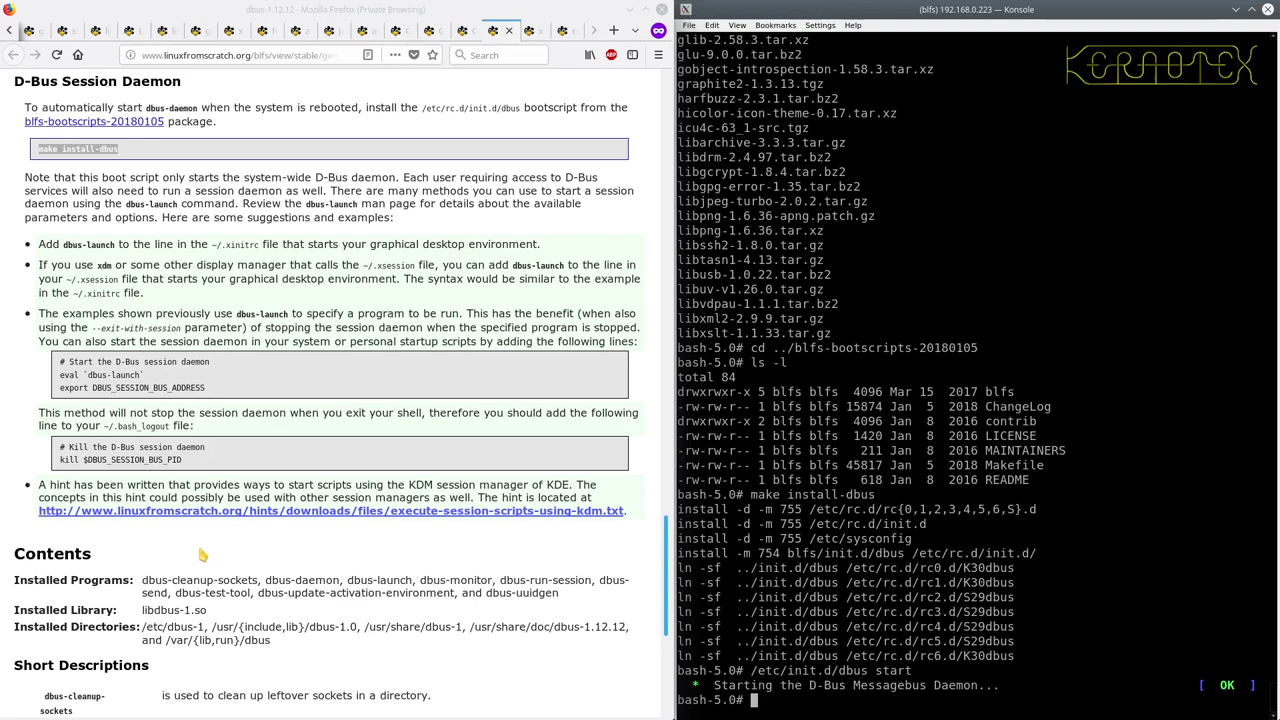 dbus-1.12.12 - Mozilla Firefox (Private Browsing)
www.linuxfromscratch.org/blfs/view/stable/ge
Search
D-Bus Session Daemon
To automatically start dbus-daemon when the system is rebooted, install the /etc/rc.d/init.d/dbus bootscript from the
blfs-bootscripts-20180105 package.
make install-dbus
Note that this boot script only starts the system-wide D-Bus daemon. Each user requiring access to D-Bus
services will also need to run a session daemon as well. There are many methods you can use to start a session
daemon using the dbus-launch command. Review the dbus-launch man page for details about the available
parameters and options. Here are some suggestions and examples:
Add dbus-launch to the line in the ~/.xinitrc file that starts your graphical desktop environment.
If you use xdm or some other display manager that calls the ~/.xsession file, you can add dbus-launch to the line in
your ~/.xsession file that starts your graphical desktop environment. The syntax would be similar to the example
in the ~/.xinitrc file.
The examples shown previously use dbus-launch to specify a program to be run. This has the benefit (when also
using the --exit-with-session parameter) of stopping the session daemon when the specified program is stopped.
You can also start the session daemon in your system or personal startup scripts by adding the following lines:
# Start the D-Bus session daemon
eval `dbus-launch`
export DBUS_SESSION_BUS_ADDRESS
This method will not stop the session daemon when you exit your shell, therefore you should add the following
line to your ~/.bash_logout file:
# Kill the D-Bus session daemon
kill $DBUS_SESSION_BUS_PID
A hint has been written that provides ways to start scripts using the KDM session manager of KDE. The
concepts in this hint could possibly be used with other session managers as well. The hint is located at
http://www.linuxfromscratch.org/hints/downloads/files/execute-session-scripts-using-kdm.txt.
Contents
Installed Programs: dbus-cleanup-sockets, dbus-daemon, dbus-launch, dbus-monitor, dbus-run-session, dbus-
send, dbus-test-tool, dbus-update-activation-environment, and dbus-uuidgen
Installed Library: libdbus-1.so
Installed Directories: /etc/dbus-1, /usr/{include,lib}/dbus-1.0, /usr/share/dbus-1, /usr/share/doc/dbus-1.12.12,
and /var/{lib,run}/dbus
Short Descriptions
dbus-cleanup- is used to clean up leftover sockets in a directory.
sockets
(blfs) 192.168.0.223 — Konsole
File Edit View Bookmarks Settings Help
KERNOTEX
glib-2.58.3.tar.xz
glu-9.0.0.tar.bz2
gobject-introspection-1.58.3.tar.xz
graphite2-1.3.13.tgz
harfbuzz-2.3.1.tar.bz2
hicolor-icon-theme-0.17.tar.xz
icu4c-63_1-src.tgz
libarchive-3.3.3.tar.gz
libdrm-2.4.97.tar.bz2
libgcrypt-1.8.4.tar.bz2
libgpg-error-1.35.tar.bz2
libjpeg-turbo-2.0.2.tar.gz
libpng-1.6.36-apng.patch.gz
libpng-1.6.36.tar.xz
libssh2-1.8.0.tar.gz
libtasn1-4.13.tar.gz
libusb-1.0.22.tar.bz2
libuv-v1.26.0.tar.gz
libvdpau-1.1.1.tar.bz2
libxml2-2.9.9.tar.gz
libxslt-1.1.33.tar.gz
bash-5.0# cd ../blfs-bootscripts-20180105
bash-5.0# ls -l
total 84
drwxrwxr-x 5 blfs blfs 4096 Mar 15 2017 blfs
-rw-rw-r-- 1 blfs blfs 15874 Jan 5 2018 ChangeLog
drwxrwxr-x 2 blfs blfs 4096 Jan 8 2016 contrib
-rw-rw-r-- 1 blfs blfs 1420 Jan 8 2016 LICENSE
-rw-rw-r-- 1 blfs blfs 211 Jan 8 2016 MAINTAINERS
-rw-rw-r-- 1 blfs blfs 45817 Jan 5 2018 Makefile
-rw-rw-r-- 1 blfs blfs 618 Jan 8 2016 README
bash-5.0# make install-dbus
install -d -m 755 /etc/rc.d/rc{0,1,2,3,4,5,6,S}.d
install -d -m 755 /etc/rc.d/init.d
install -d -m 755 /etc/sysconfig
install -m 754 blfs/init.d/dbus /etc/rc.d/init.d/
ln -sf ../init.d/dbus /etc/rc.d/rc0.d/K30dbus
ln -sf ../init.d/dbus /etc/rc.d/rc1.d/K30dbus
ln -sf ../init.d/dbus /etc/rc.d/rc2.d/S29dbus
ln -sf ../init.d/dbus /etc/rc.d/rc3.d/S29dbus
ln -sf ../init.d/dbus /etc/rc.d/rc4.d/S29dbus
ln -sf ../init.d/dbus /etc/rc.d/rc5.d/S29dbus
ln -sf ../init.d/dbus /etc/rc.d/rc6.d/K30dbus
bash-5.0# /etc/init.d/dbus start
* Starting the D-Bus Messagebus Daemon... [ OK ]
bash-5.0#